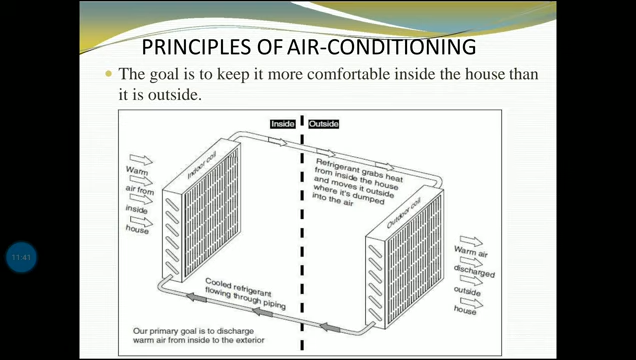 PRINCIPLES OF AIR-CONDITIONING
The goal is to keep it more comfortable inside the house than
it is outside.
Inside
Outside
Warm
air from
inside
house
Indoor coil
Refrigerant grabs heat
from inside the house
and moves it outside
where it's dumped
into the air
Outdoor coil
Warm air
discharged
outside
house
11:41
Cooled refrigerant
flowing through piping
Our primary goal is to discharge
warm air from inside to the exterior